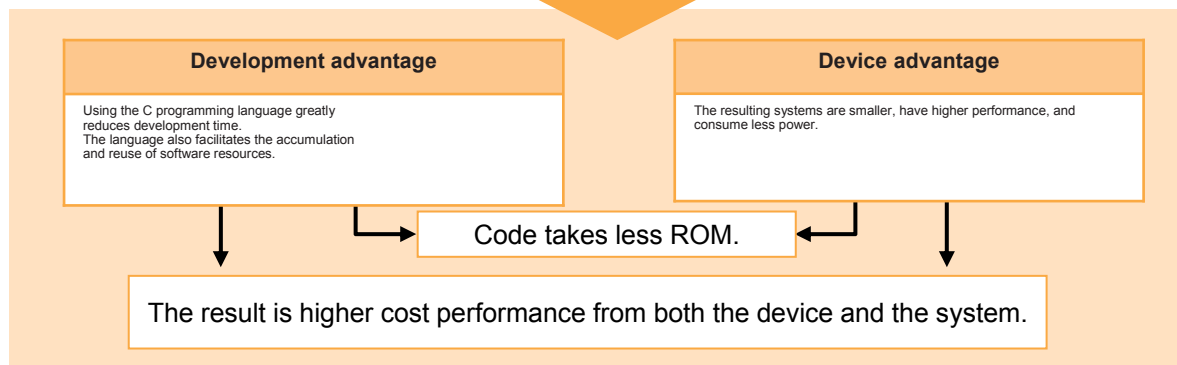 Development advantage
Using the C programming language greatly
reduces development time.
The language also facilitates the accumulation
and reuse of software resources.
Device advantage
The resulting systems are smaller, have higher performance, and
consume less power.
Code takes less ROM.
The result is higher cost performance from both the device and the system.